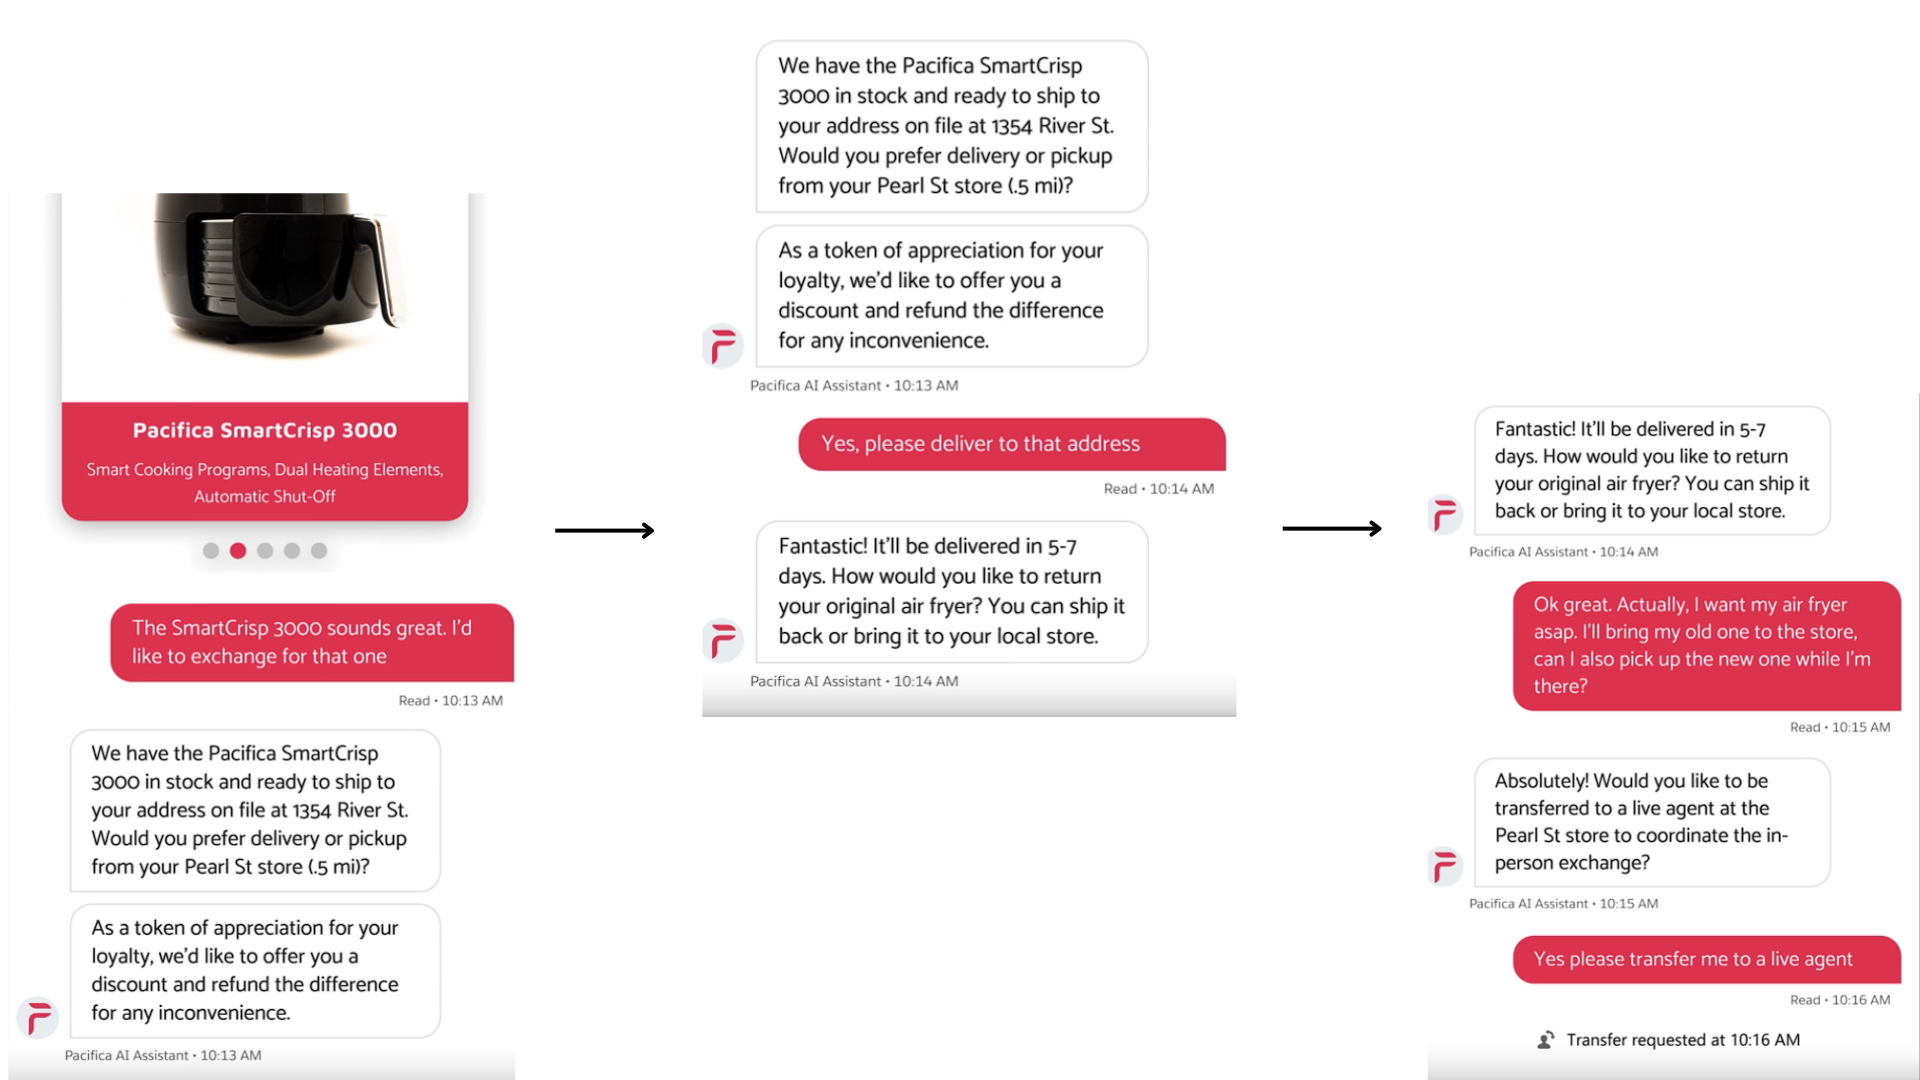 Pacifica SmartCrisp 3000
Smart Cooking Programs, Dual Heating Elements,
Automatic Shut-Off
The SmartCrisp 3000 sounds great. I'd
like to exchange for that one
Read • 10:13 AM
We have the Pacifica SmartCrisp
3000 in stock and ready to ship to
your address on file at 1354 River St.
Would you prefer delivery or pickup
from your Pearl St store (.5 mi)?
As a token of appreciation for your
loyalty, we'd like to offer you a
discount and refund the difference
for any inconvenience.
Pacifica AI Assistant • 10:13 AM
We have the Pacifica SmartCrisp
3000 in stock and ready to ship to
your address on file at 1354 River St.
Would you prefer delivery or pickup
from your Pearl St store (.5 mi)?
As a token of appreciation for your
loyalty, we'd like to offer you a
discount and refund the difference
for any inconvenience.
Pacifica AI Assistant • 10:13 AM
Yes, please deliver to that address
Read • 10:14 AM
Fantastic! It'll be delivered in 5-7
days. How would you like to return
your original air fryer? You can ship it
back or bring it to your local store.
Pacifica AI Assistant • 10:14 AM
Fantastic! It'll be delivered in 5-7
days. How would you like to return
your original air fryer? You can ship it
back or bring it to your local store.
Pacifica AI Assistant • 10:14 AM
Ok great. Actually, I want my air fryer
asap. I'll bring my old one to the store,
can I also pick up the new one while I'm
there?
Read • 10:15 AM
Absolutely! Would you like to be
transferred to a live agent at the
Pearl St store to coordinate the in-
person exchange?
Pacifica AI Assistant • 10:15 AM
Yes please transfer me to a live agent
Read • 10:16 AM
Transfer requested at 10:16 AM